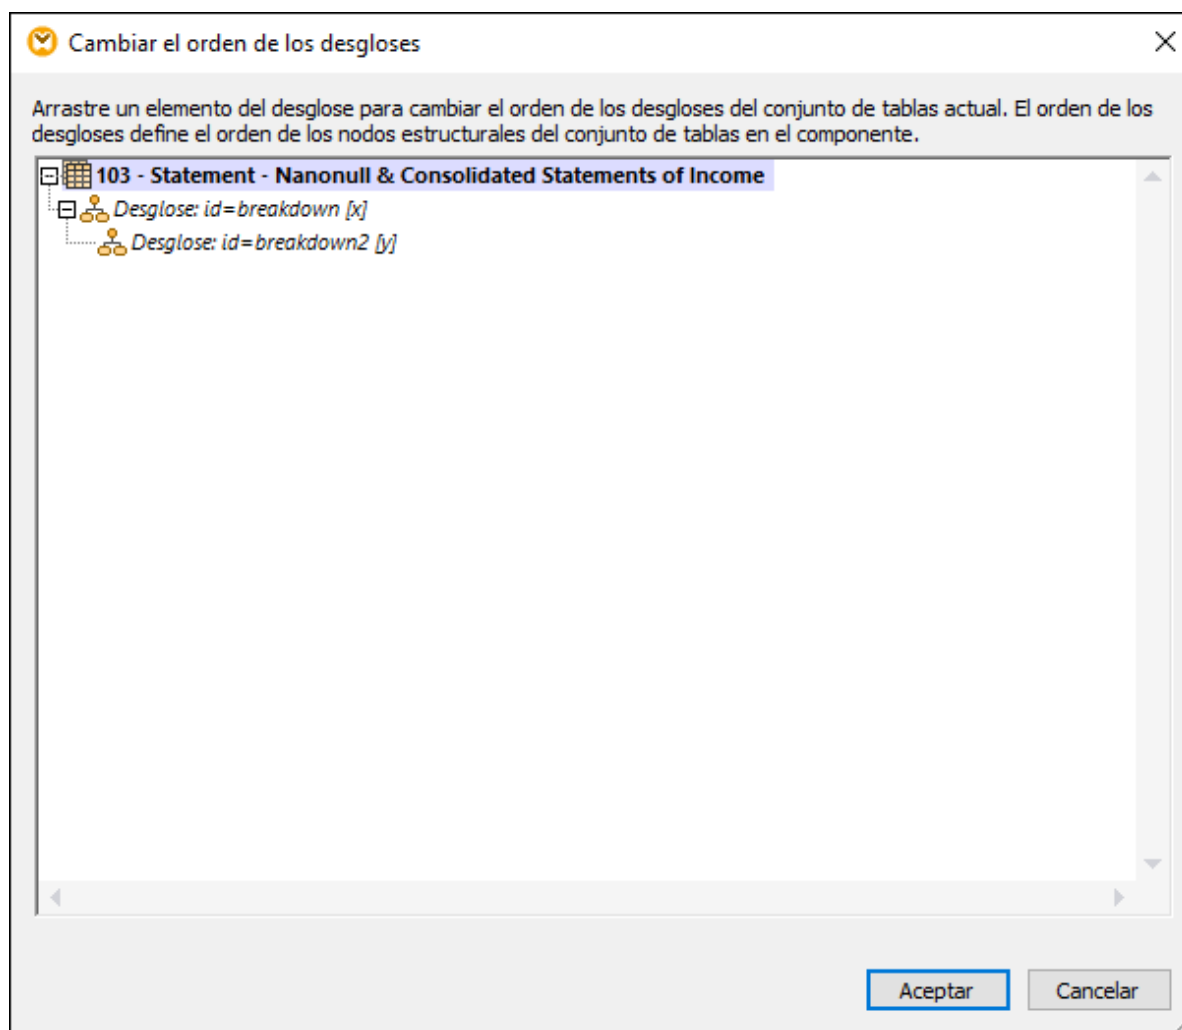 Cambiar el orden de los desgloses
Arrastre un elemento del desglose para cambiar el orden de los desgloses del conjunto de tablas actual. El orden de los
desgloses define el orden de los nodos estructurales del conjunto de tablas en el componente.
103 - Statement - Nanonull & Consolidated Statements of Income
Desglose: id=breakdown [x]
Desglose: id=breakdown2 [y]
Aceptar
Cancelar